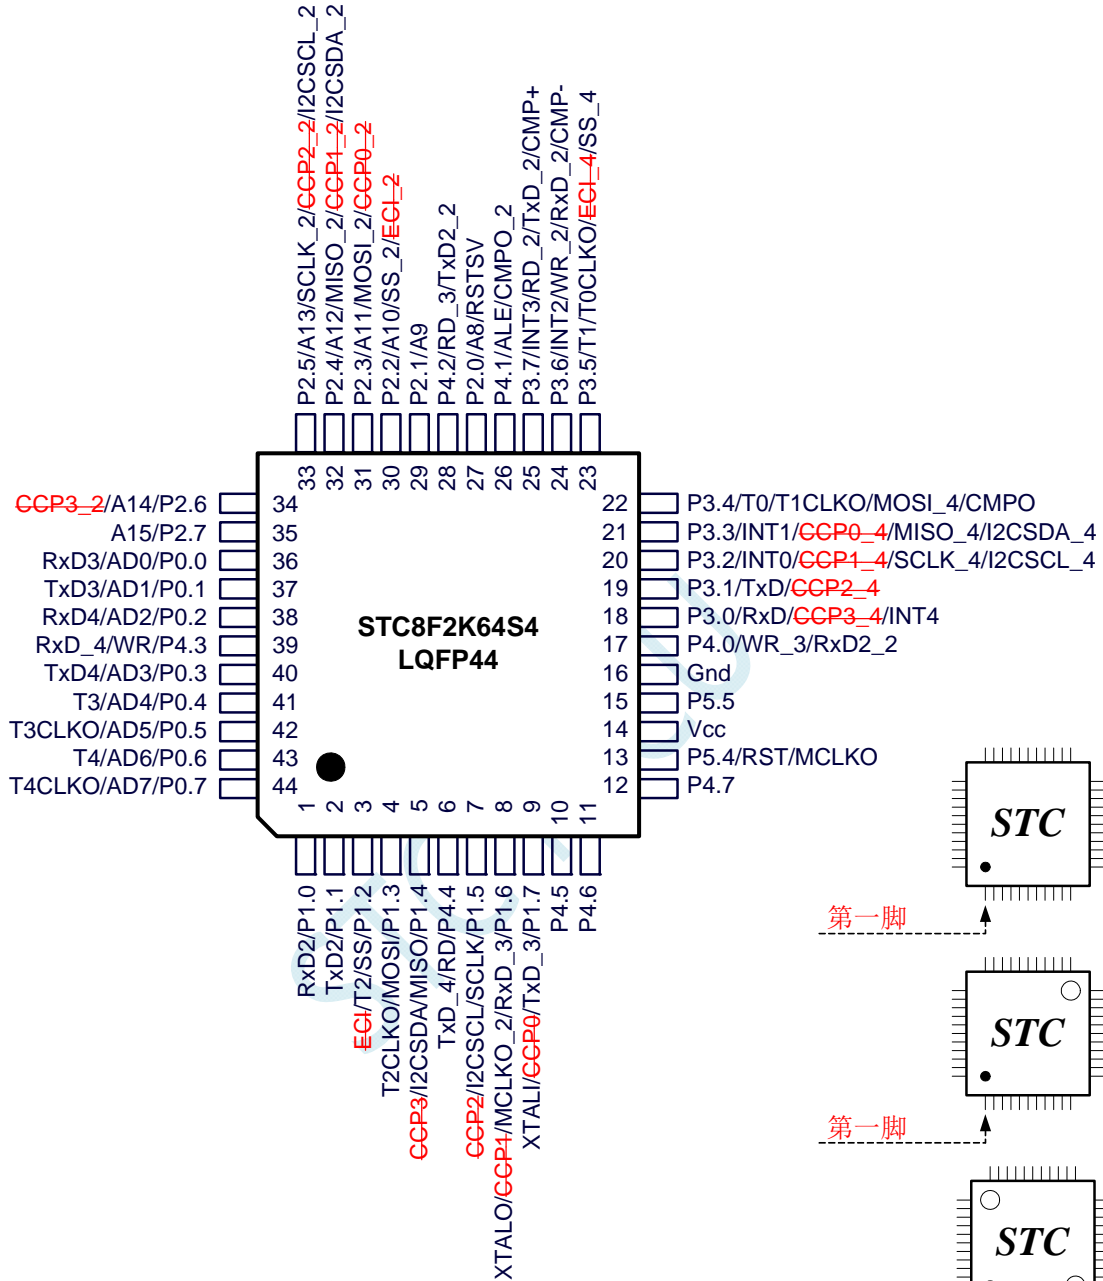 P2.5/A13/SCLK_2/CCP2_2/I2CSCL_2
P2.4/A12/MISO_2/CCP1_2/I2CSDA_2
P2.3/A11/MOSI_2/CCP0_2
P2.2/A10/SS_2/ECI_2
P2.1/A9
P4.2/RD_3/TxD2_2
P2.0/A8/RSTSV
P4.1/ALE/CMPO_2
P3.7/INT3/RD_2/TxD_2/CMP+
P3.6/INT2/WR_2/RxD_2/CMP-
P3.5/T1/T0CLKO/ECI_4/SS_4
33 32 31 30 29 28 27 26 25 24 23
CCP3_2/A14/P2.6 34
A15/P2.7 35
RxD3/AD0/P0.0 36
TxD3/AD1/P0.1 37
RxD4/AD2/P0.2 38
RxD_4/WR/P4.3 39
TxD4/AD3/P0.3 40
T3/AD4/P0.4 41
T3CLKO/AD5/P0.5 42
T4/AD6/P0.6 43
T4CLKO/AD7/P0.7 44
STC8F2K64S4
LQFP44
22 P3.4/T0/T1CLKO/MOSI_4/CMPO
21 P3.3/INT1/CCP0_4/MISO_4/I2CSDA_4
20 P3.2/INT0/CCP1_4/SCLK_4/I2CSCL_4
19 P3.1/TxD/CCP2_4
18 P3.0/RxD/CCP3_4/INT4
17 P4.0/WR_3/RxD2_2
16 Gnd
15 P5.5
14 Vcc
13 P5.4/RST/MCLKO
12 P4.7
1 2 3 4 5 6 7 8 9 10 11
RxD2/P1.0
TxD2/P1.1
ECI/T2/SS/P1.2
T2CLKO/MOSI/P1.3
CCP3/I2CSDA/MISO/P1.4
TxD_4/RD/P4.4
CCP2/I2CSCL/SCLK/P1.5
XTALO/CCP1/MCLKO_2/RxD_3/P1.6
XTALI/CCP0/TxD_3/P1.7
P4.5
P4.6
STC
第一脚
STC
第一脚
STC